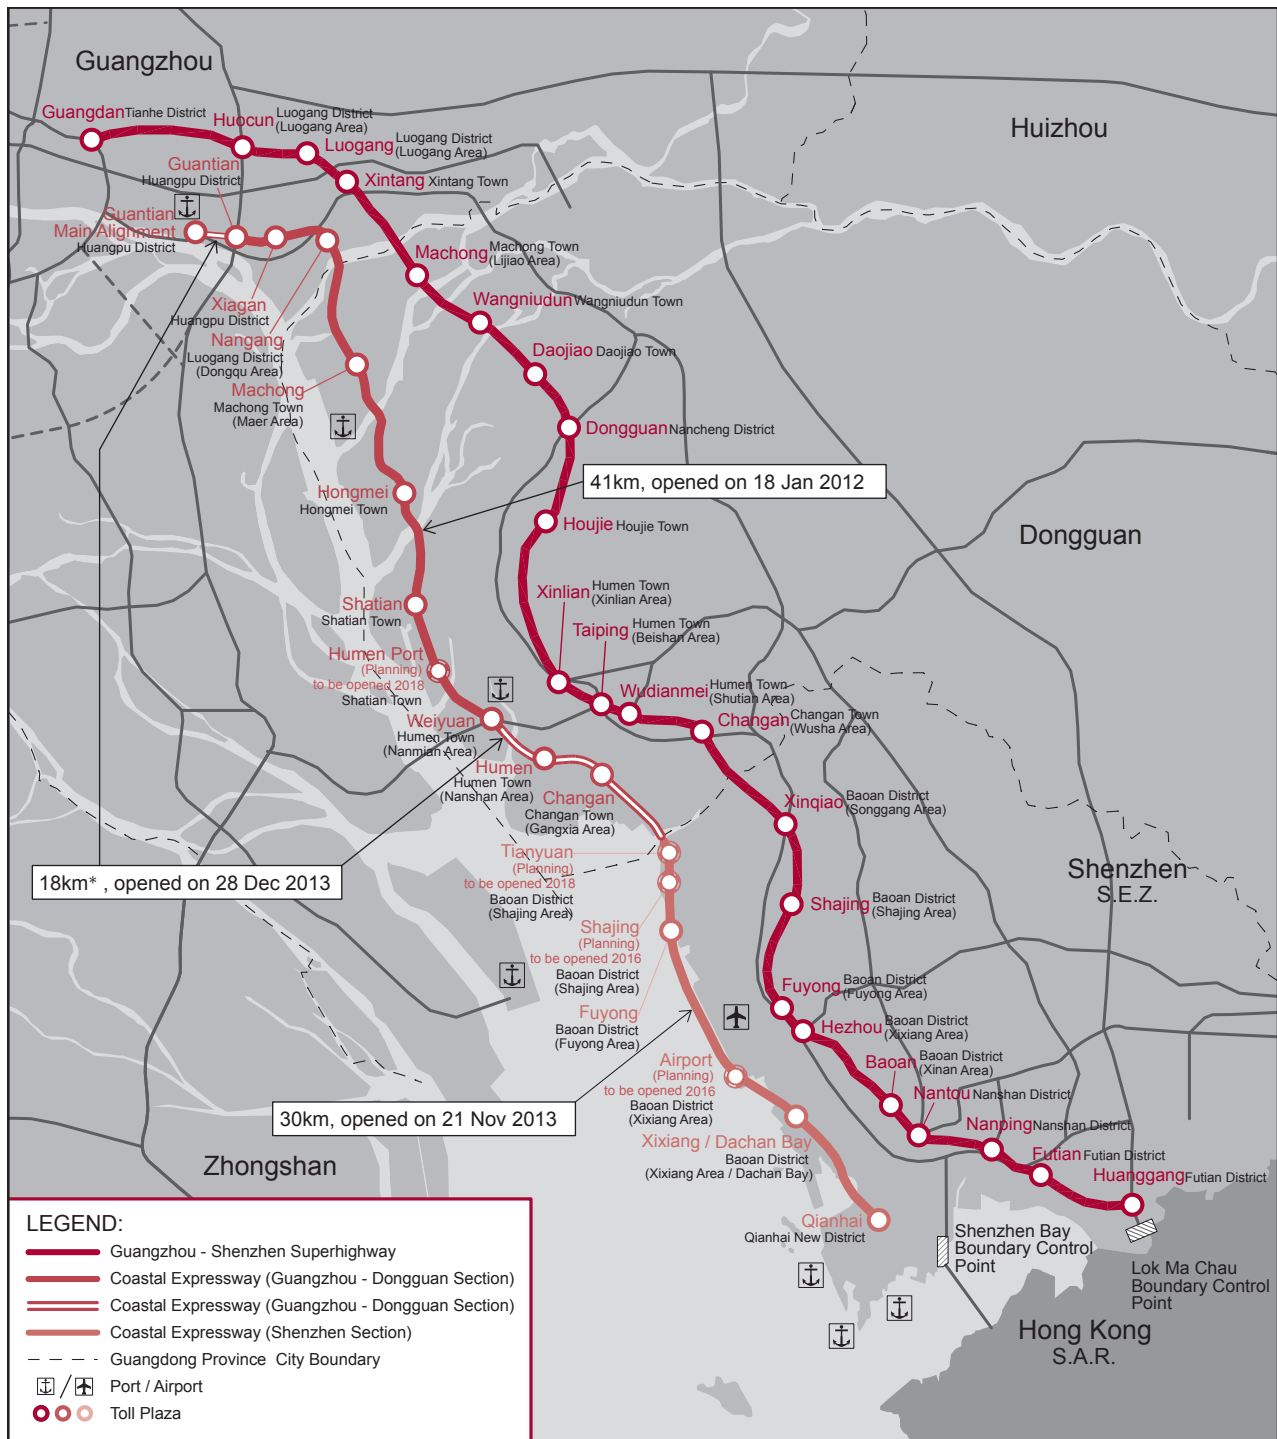 Guangzhou
Huizhou
Guangdan Tianhe District
Huocun Luogang District
(Luogang Area)
Luogang Luogang District
(Luogang Area)
Guantian
Huangpu District
Xintang Xintang Town
Guantian
Main Alignment
Huangpu District
Machong Machong Town
(Lijiao Area)
Xiagan
Huangpu District
Wangniudun Wangniudun Town
Nangang
Luogang District
(Dongqu Area)
Daojiao Daojiao Town
Machong
Machong Town
(Maer Area)
Dongguan Nancheng District
41km, opened on 18 Jan 2012
Hongmei
Hongmei Town
Houjie Houjie Town
Dongguan
Xinlian Humen Town
(Xinlian Area)
Shatian
Shatian Town
Taiping Humen Town
(Beishan Area)
Humen Port
(Planning)
to be opened 2018
Shatian Town
Wudianmei Humen Town
(Shutian Area)
Weiyuan
Humen Town
(Nanmian Area)
Changan Changan Town
(Wusha Area)
Humen
Humen Town
(Nanshan Area)
Changan
Changan Town
(Gangxia Area)
Xinqiao Baoan District
(Songgang Area)
Tianyuan
(Planning)
to be opened 2018
Baoan District
(Shajing Area)
18km* , opened on 28 Dec 2013
Shenzhen
S.E.Z.
Shajing Baoan District
(Shajing Area)
Shajing
(Planning)
to be opened 2016
Baoan District
(Shajing Area)
Fuyong Baoan District
(Fuyong Area)
Fuyong
Baoan District
(Fuyong Area)
Hezhou Baoan District
(Xixiang Area)
Airport
(Planning)
to be opened 2016
Baoan District
(Xixiang Area)
Baoan Baoan District
(Xinan Area)
Nantou Nanshan District
30km, opened on 21 Nov 2013
Nanping Nanshan District
Xixiang / Dachan Bay
Baoan District
(Xixiang Area / Dachan Bay)
Futian Futian District
Zhongshan
Huanggang Futian District
Qianhai
Qianhai New District
Shenzhen Bay
Boundary Control
Point
Lok Ma Chau
Boundary Control
Point
Hong Kong
S.A.R.
LEGEND:
Guangzhou - Shenzhen Superhighway
Coastal Expressway (Guangzhou - Dongguan Section)
Coastal Expressway (Guangzhou - Dongguan Section)
Coastal Expressway (Shenzhen Section)
Guangdong Province City Boundary
/ Port / Airport
Toll Plaza